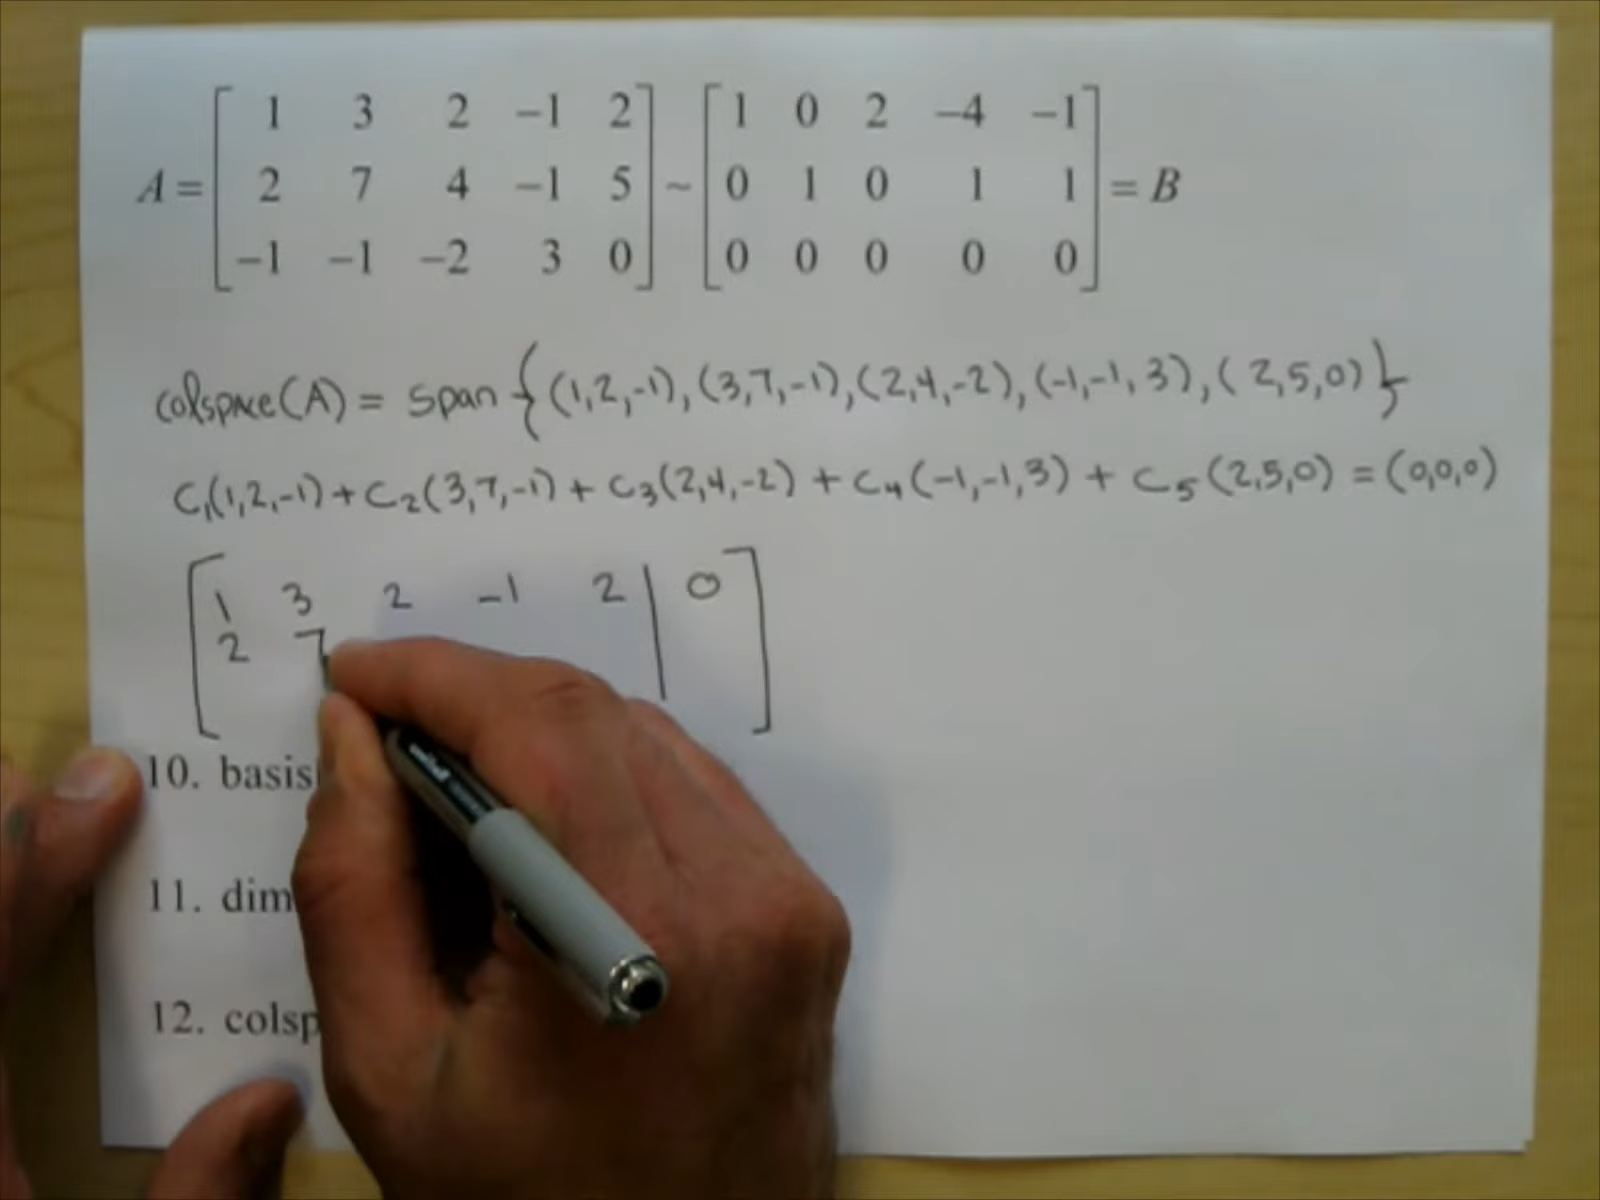 A = [ 1 3 2 −1 2 ; 2 7 4 −1 5 ; −1 −1 −2 3 0 ] ~ [ 1 0 2 −4 −1 ; 0 1 0 1 1 ; 0 0 0 0 0 ] = B
colspace(A) = span {(1,2,-1), (3,7,-1), (2,4,-2), (-1,-1,3), (2,5,0)}
C₁(1,2,-1) + C₂(3,7,-1) + C₃(2,4,-2) + C₄(-1,-1,3) + C₅(2,5,0) = (0,0,0)
1 3 2 -1 2 | 0
2 7
10. basis
11. dim
12. colsp